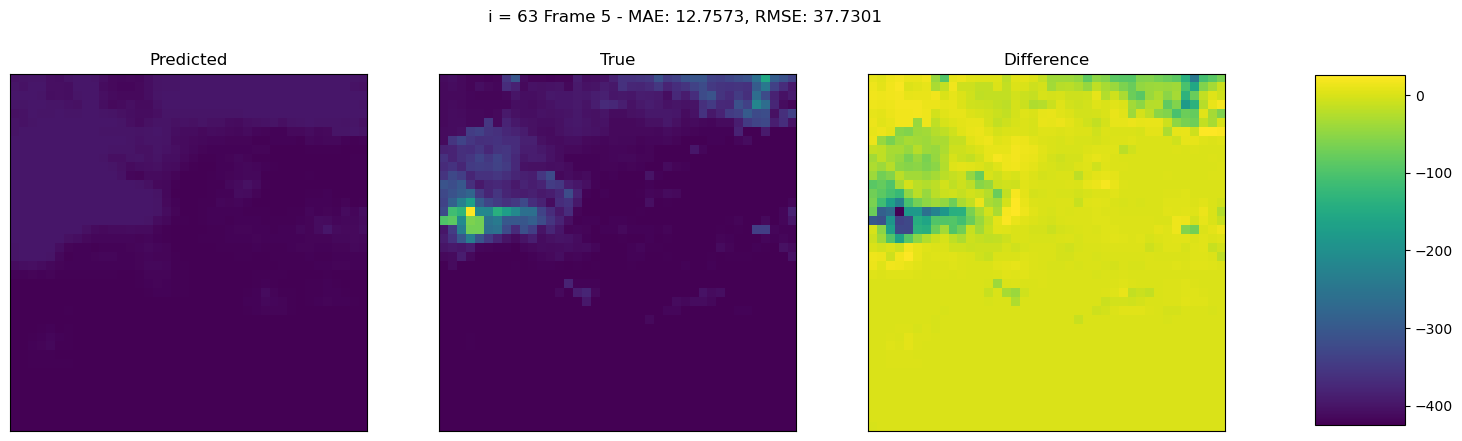 i = 63 Frame 5 - MAE: 12.7573, RMSE: 37.7301
Predicted
True
Difference
0
−100
−200
−300
−400